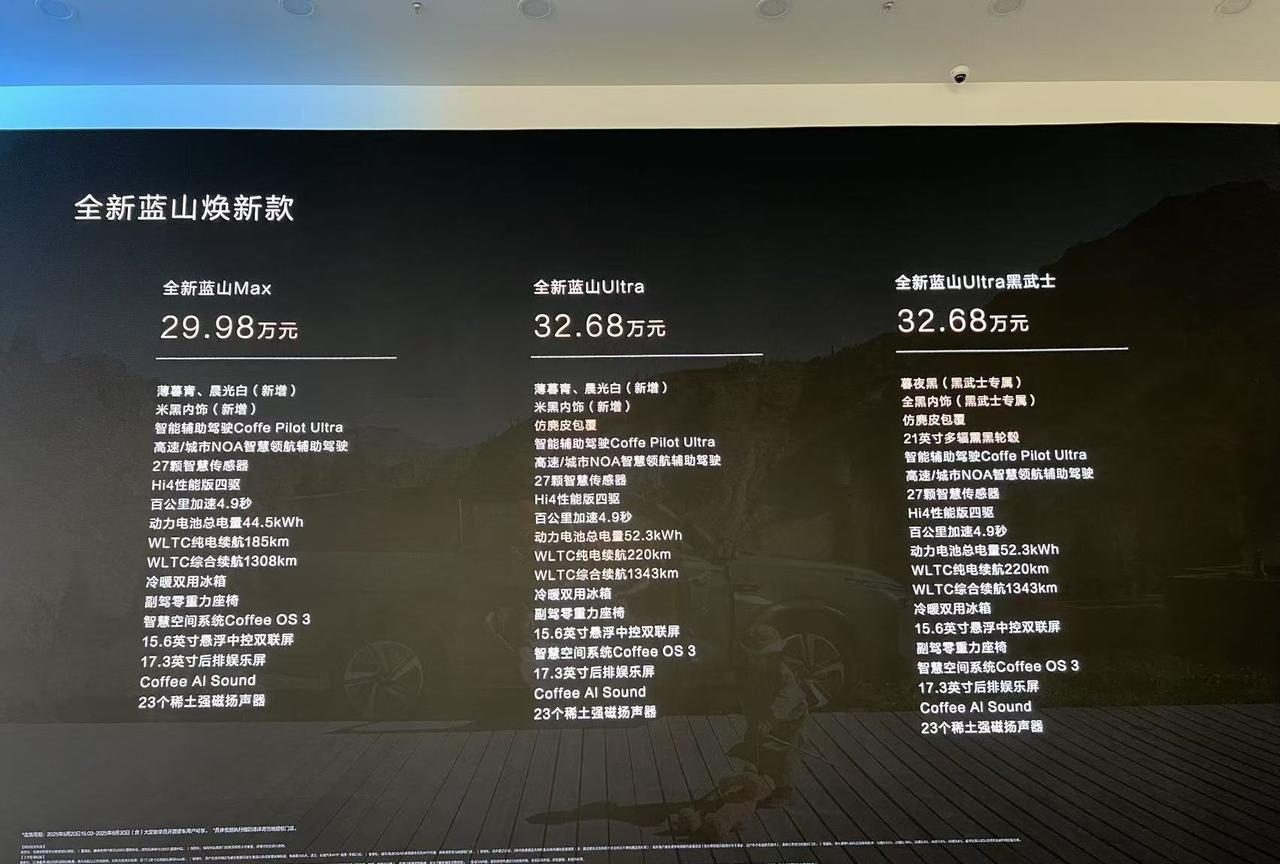 全新蓝山焕新款
全新蓝山Max
29.98万元
薄暮青、晨光白（新增）
米黑内饰（新增）
智能辅助驾驶Coffe Pilot Ultra
高速/城市NOA智慧领航辅助驾驶
27颗智慧传感器
Hi4性能版四驱
百公里加速4.9秒
动力电池总电量44.5kWh
WLTC纯电续航185km
WLTC综合续航1308km
冷暖双用冰箱
副驾零重力座椅
智慧空间系统Coffee OS 3
15.6英寸悬浮中控双联屏
17.3英寸后排娱乐屏
Coffee AI Sound
23个稀土强磁扬声器
全新蓝山Ultra
32.68万元
薄暮青、晨光白（新增）
米黑内饰（新增）
仿麂皮包覆
智能辅助驾驶Coffe Pilot Ultra
高速/城市NOA智慧领航辅助驾驶
27颗智慧传感器
Hi4性能版四驱
百公里加速4.9秒
动力电池总电量52.3kWh
WLTC纯电续航220km
WLTC综合续航1343km
冷暖双用冰箱
副驾零重力座椅
15.6英寸悬浮中控双联屏
智慧空间系统Coffee OS 3
17.3英寸后排娱乐屏
Coffee AI Sound
23个稀土强磁扬声器
全新蓝山Ultra黑武士
32.68万元
暮夜黑（黑武士专属）
全黑内饰（黑武士专属）
仿麂皮包覆
21英寸多辐熏黑轮毂
智能辅助驾驶Coffe Pilot Ultra
高速/城市NOA智慧领航辅助驾驶
27颗智慧传感器
Hi4性能版四驱
百公里加速4.9秒
动力电池总电量52.3kWh
WLTC纯电续航220km
WLTC综合续航1343km
冷暖双用冰箱
15.6英寸悬浮中控双联屏
副驾零重力座椅
智慧空间系统Coffee OS 3
17.3英寸后排娱乐屏
Coffee AI Sound
23个稀土强磁扬声器